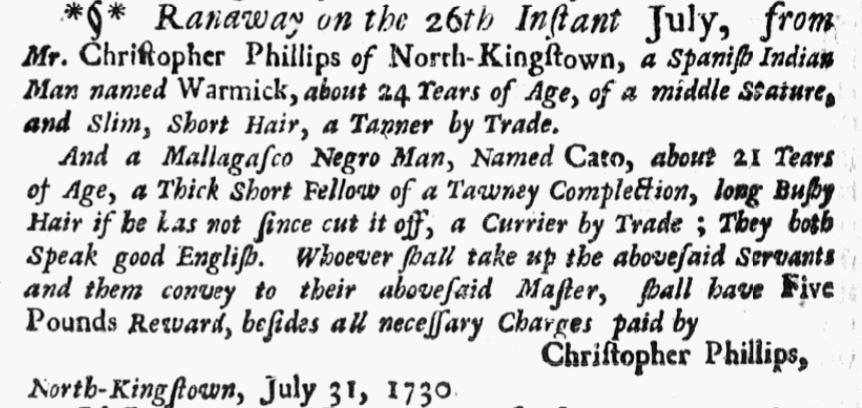 *§* Ranaway on the 26th Inſtant July, from
Mr. Chriſtopher Phillips of North-Kingſtown, a Spaniſh Indian
Man named Warmick, about 24 Years of Age, of a middle Stature,
and Slim, Short Hair, a Tanner by Trade.
And a Mallagaſco Negro Man, Named Cato, about 21 Years
of Age, a Thick Short Fellow of a Tawney Complection, long Buſhy
Hair if he has not ſince cut it off, a Currier by Trade ; They both
Speak good Engliſh. Whoever ſhall take up the aboveſaid Servants
and them convey to their aboveſaid Maſter, ſhall have Five
Pounds Reward, beſides all neceſſary Charges paid by
Chriſtopher Phillips,
North-Kingſtown, July 31, 1730.